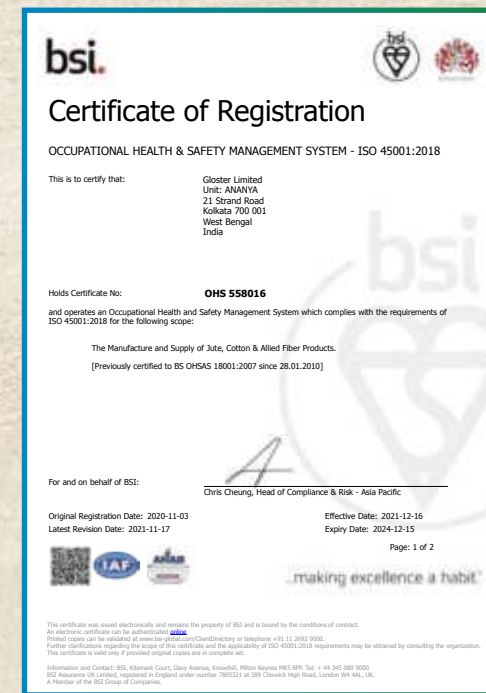 bsi.
bsi
Certificate of Registration
OCCUPATIONAL HEALTH & SAFETY MANAGEMENT SYSTEM - ISO 45001:2018
This is to certify that:
Gloster Limited
Unit: ANANYA
21 Strand Road
Kolkata 700 001
West Bengal
India
bsi
Holds Certificate No:
OHS 558016
and operates an Occupational Health and Safety Management System which complies with the requirements of
ISO 45001:2018 for the following scope:
The Manufacture and Supply of Jute, Cotton & Allied Fiber Products.
[Previously certified to BS OHSAS 18001:2007 since 28.01.2010]
For and on behalf of BSI:
Chris Cheung, Head of Compliance & Risk - Asia Pacific
Original Registration Date: 2020-11-03
Effective Date: 2021-12-16
Latest Revision Date: 2021-11-17
Expiry Date: 2024-12-15
Page: 1 of 2
IAF
ANAB
...making excellence a habit.™
This certificate was issued electronically and remains the property of BSI and is bound by the conditions of contract.
An electronic certificate can be authenticated online.
Printed copies can be validated at www.bsi-global.com/ClientDirectory or telephone +91 11 2692 9000.
Further clarifications regarding the scope of this certificate and the applicability of ISO 45001:2018 requirements may be obtained by consulting the organization.
This certificate is valid only if provided original copies are in complete set.
Information and Contact: BSI, Kitemark Court, Davy Avenue, Knowlhill, Milton Keynes MK5 8PP. Tel: + 44 345 080 9000
BSI Assurance UK Limited, registered in England under number 7805321 at 389 Chiswick High Road, London W4 4AL, UK.
A Member of the BSI Group of Companies.